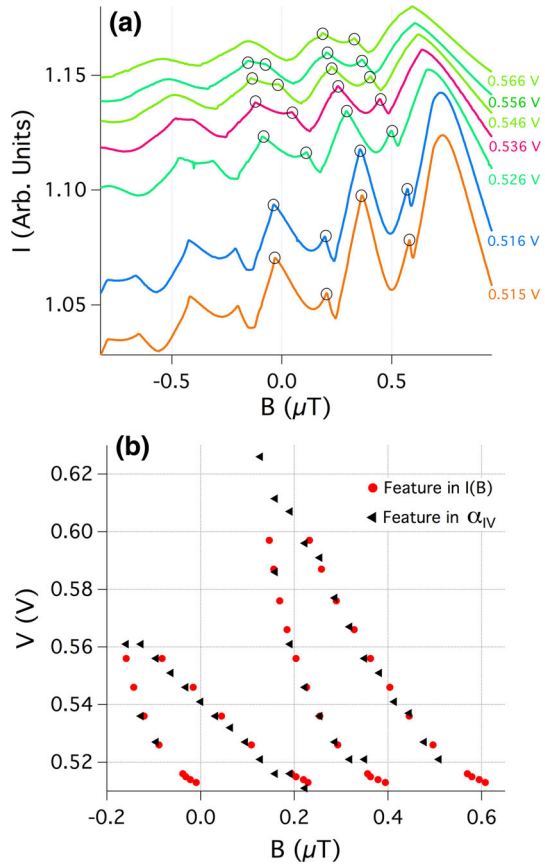 (a)
I (Arb. Units)
1.15
1.10
1.05
0.566 V
0.556 V
0.546 V
0.536 V
0.526 V
0.516 V
0.515 V
-0.5
0.0
0.5
B (μT)
(b)
V (V)
0.62
0.60
0.58
0.56
0.54
0.52
Feature in I(B)
Feature in αIV
-0.2
0.0
0.2
0.4
0.6
B (μT)